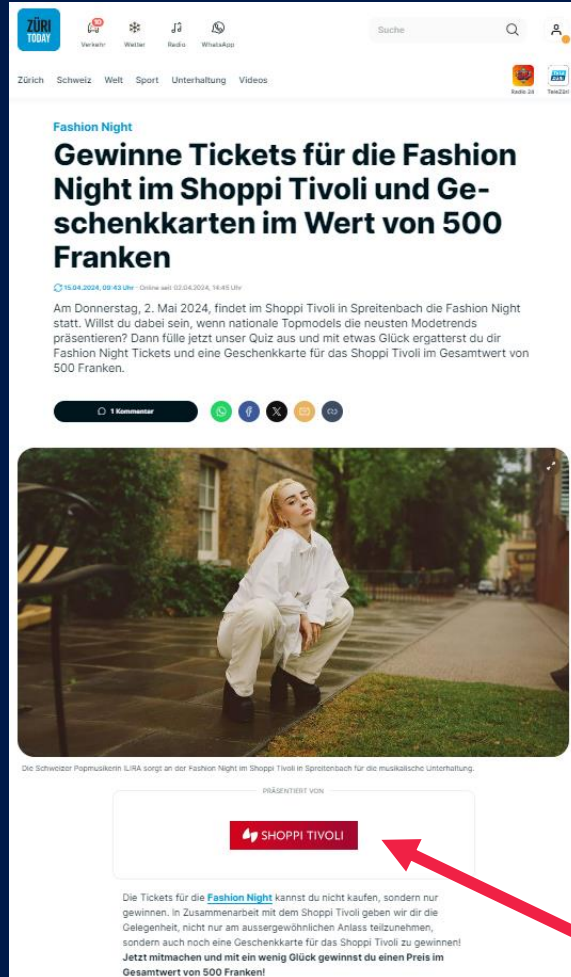 ZÜRI
TODAY
10
Verkehr
Wetter
Radio
WhatsApp
Suche
Zürich Schweiz Welt Sport Unterhaltung Videos
Radio 24
TeleZüri
Fashion Night
Gewinne Tickets für die Fashion
Night im Shoppi Tivoli und Ge-
schenkkarten im Wert von 500
Franken
15.04.2024, 09:43 Uhr · Online seit 02.04.2024, 14:45 Uhr
Am Donnerstag, 2. Mai 2024, findet im Shoppi Tivoli in Spreitenbach die Fashion Night
statt. Willst du dabei sein, wenn nationale Topmodels die neusten Modetrends
präsentieren? Dann fülle jetzt unser Quiz aus und mit etwas Glück ergatterst du dir
Fashion Night Tickets und eine Geschenkkarte für das Shoppi Tivoli im Gesamtwert von
500 Franken.
1 Kommentar
Die Schweizer Popmusikerin ILIRA sorgt an der Fashion Night im Shoppi Tivoli in Spreitenbach für die musikalische Unterhaltung.
PRÄSENTIERT VON
SHOPPI TIVOLI
Die Tickets für die Fashion Night kannst du nicht kaufen, sondern nur
gewinnen. In Zusammenarbeit mit dem Shoppi Tivoli geben wir dir die
Gelegenheit, nicht nur am aussergewöhnlichen Anlass teilzunehmen,
sondern auch noch eine Geschenkkarte für das Shoppi Tivoli zu gewinnen!
Jetzt mitmachen und mit ein wenig Glück gewinnst du einen Preis im
Gesamtwert von 500 Franken!